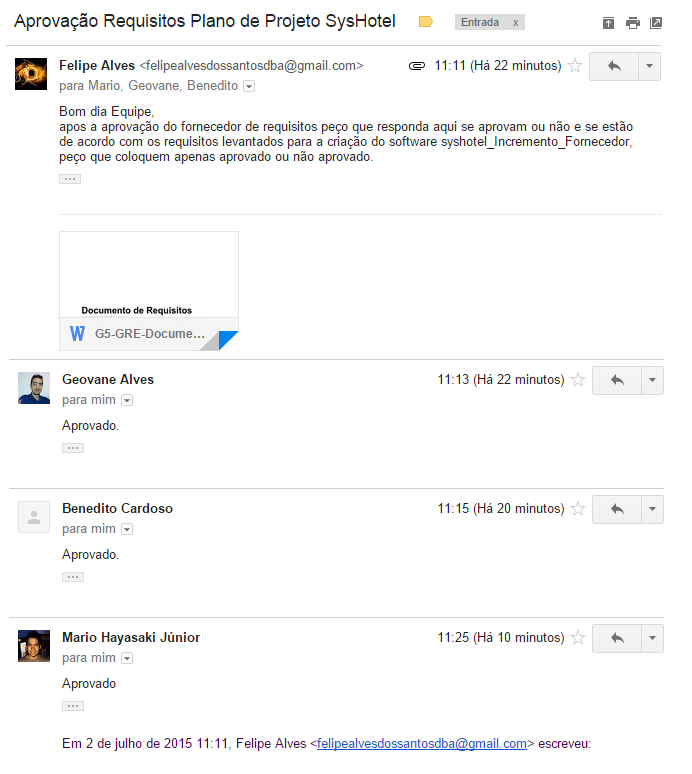 Aprovação Requisitos Plano de Projeto SysHotel
Entrada x
Felipe Alves <felipealvesdossantosdba@gmail.com> 11:11 (Há 22 minutos)
para Mario, Geovane, Benedito
Bom dia Equipe,
apos a aprovação do fornecedor de requisitos peço que responda aqui se aprovam ou não e se estão
de acordo com os requisitos levantados para a criação do software syshotel_Incremento_Fornecedor,
peço que coloquem apenas aprovado ou não aprovado.
Documento de Requisitos
W G5-GRE-Docume...
Geovane Alves 11:13 (Há 22 minutos)
para mim
Aprovado.
Benedito Cardoso 11:15 (Há 20 minutos)
para mim
Aprovado.
Mario Hayasaki Júnior 11:25 (Há 10 minutos)
para mim
Aprovado
Em 2 de julho de 2015 11:11, Felipe Alves <felipealvesdossantosdba@gmail.com> escreveu: